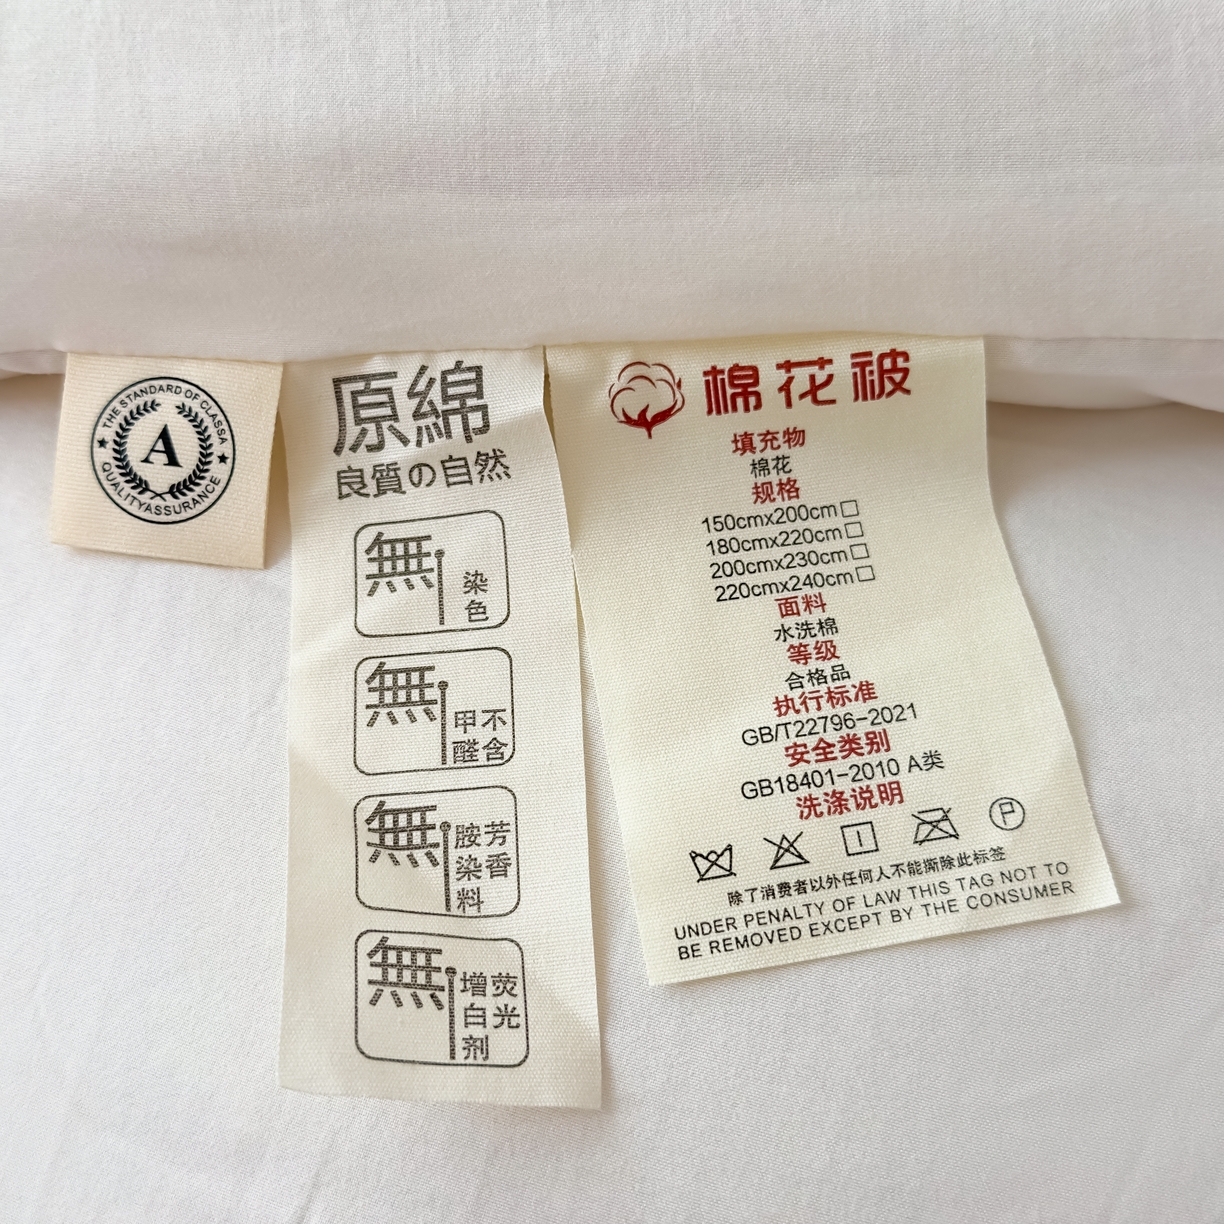 THE STANDARD OF CLASSA
A
QUALITYASSURANCE
原綿
良質の自然
無
染色
無
不含甲醛
無
芳香胺染料
無
荧光增白剂
棉花被
填充物
棉花
规格
150cmx200cm□
180cmx220cm□
200cmx230cm□
220cmx240cm□
面料
水洗棉
等级
合格品
执行标准
GB/T22796-2021
安全类别
GB18401-2010 A类
洗涤说明
P
除了消费者以外任何人不能撕除此标签
UNDER PENALTY OF LAW THIS TAG NOT TO
BE REMOVED EXCEPT BY THE CONSUMER